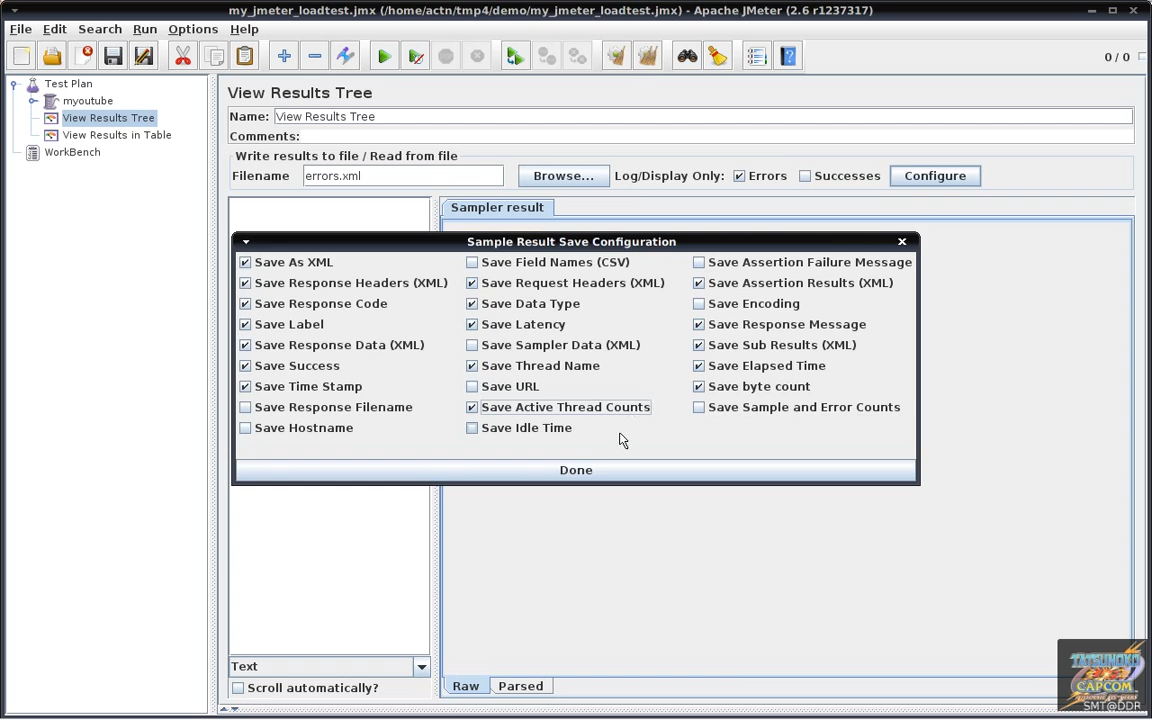 my_jmeter_loadtest.jmx (/home/actn/tmp4/demo/my_jmeter_loadtest.jmx) - Apache JMeter (2.6 r1237317)
File Edit Search Run Options Help
0 / 0
Test Plan
myoutube
View Results Tree
View Results in Table
WorkBench
View Results Tree
Name: View Results Tree
Comments:
Write results to file / Read from file
Filename errors.xml Browse... Log/Display Only: Errors Successes Configure
Sampler result
Sample Result Save Configuration
Save As XML Save Field Names (CSV) Save Assertion Failure Message
Save Response Headers (XML) Save Request Headers (XML) Save Assertion Results (XML)
Save Response Code Save Data Type Save Encoding
Save Label Save Latency Save Response Message
Save Response Data (XML) Save Sampler Data (XML) Save Sub Results (XML)
Save Success Save Thread Name Save Elapsed Time
Save Time Stamp Save URL Save byte count
Save Response Filename Save Active Thread Counts Save Sample and Error Counts
Save Hostname Save Idle Time
Done
Text
Scroll automatically?
Raw Parsed
TATSUNOKO
CAPCOM
SMT@DDR